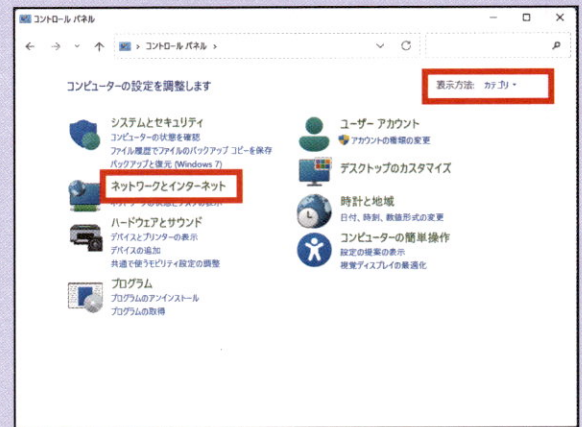 コントロール パネル
コントロール パネル
コンピューターの設定を調整します
表示方法: カテゴリ
システムとセキュリティ
コンピューターの状態を確認
ファイル履歴でファイルのバックアップ コピーを保存
バックアップと復元 (Windows 7)
ネットワークとインターネット
ハードウェアとサウンド
デバイスとプリンターの表示
デバイスの追加
共通で使うモビリティ設定の調整
プログラム
プログラムのアンインストール
プログラムの取得
ユーザー アカウント
アカウントの種類の変更
デスクトップのカスタマイズ
時計と地域
日付、時刻、数値形式の変更
コンピューターの簡単操作
設定の提案の表示
視覚ディスプレイの最適化